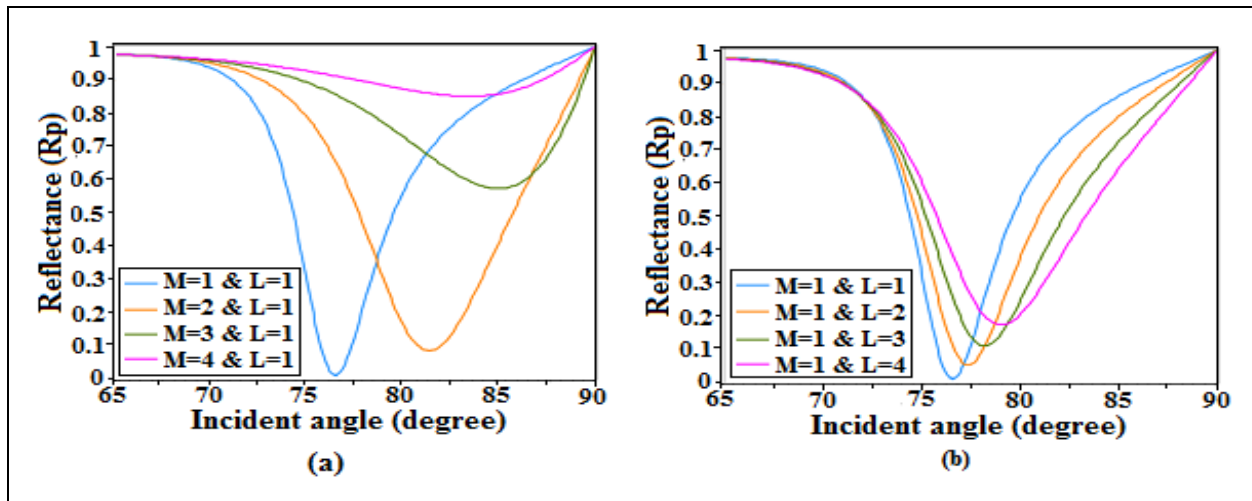 Reflectance (Rp)
1
0.9
0.8
0.7
0.6
0.5
0.4
0.3
0.2
0.1
0
M=1 & L=1
M=2 & L=1
M=3 & L=1
M=4 & L=1
65 70 75 80 85 90
Incident angle (degree)
(a)
Reflectance (Rp)
1
0.9
0.8
0.7
0.6
0.5
0.4
0.3
0.2
0.1
0
M=1 & L=1
M=1 & L=2
M=1 & L=3
M=1 & L=4
65 70 75 80 85 90
Incident angle (degree)
(b)